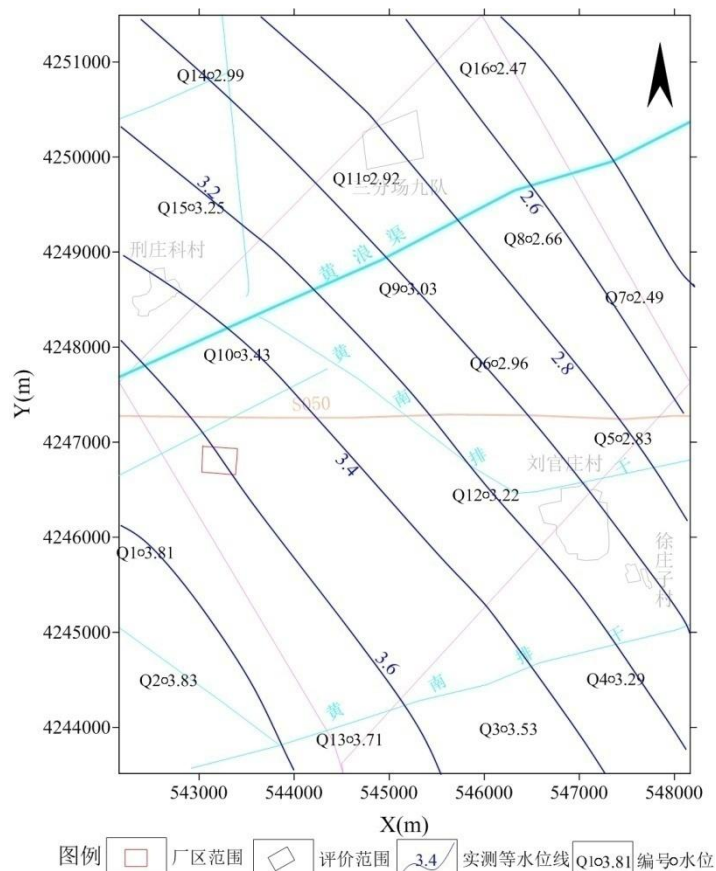 4251000
Q14 2.99
Q16 2.47
4250000
Q11 2.92
三分场九队
3.2
Q15 3.25
2.6
4249000
刑庄科村
黄浪渠
Q8 2.66
Q9 3.03
Q7 2.49
4248000
Q10 3.43
黄南排干
Q6 2.96
2.8
S050
4247000
3.4
Q5 2.83
刘官庄村
Q12 3.22
4246000
Q1 3.81
徐庄子村
4245000
3.6
黄南排干
Q2 3.83
Q4 3.29
4244000
Q13 3.71
Q3 3.53
Y(m)
543000 544000 545000 546000 547000 548000
X(m)
图例 厂区范围 评价范围 3.4 实测等水位线 Q1 3.81 编号 水位